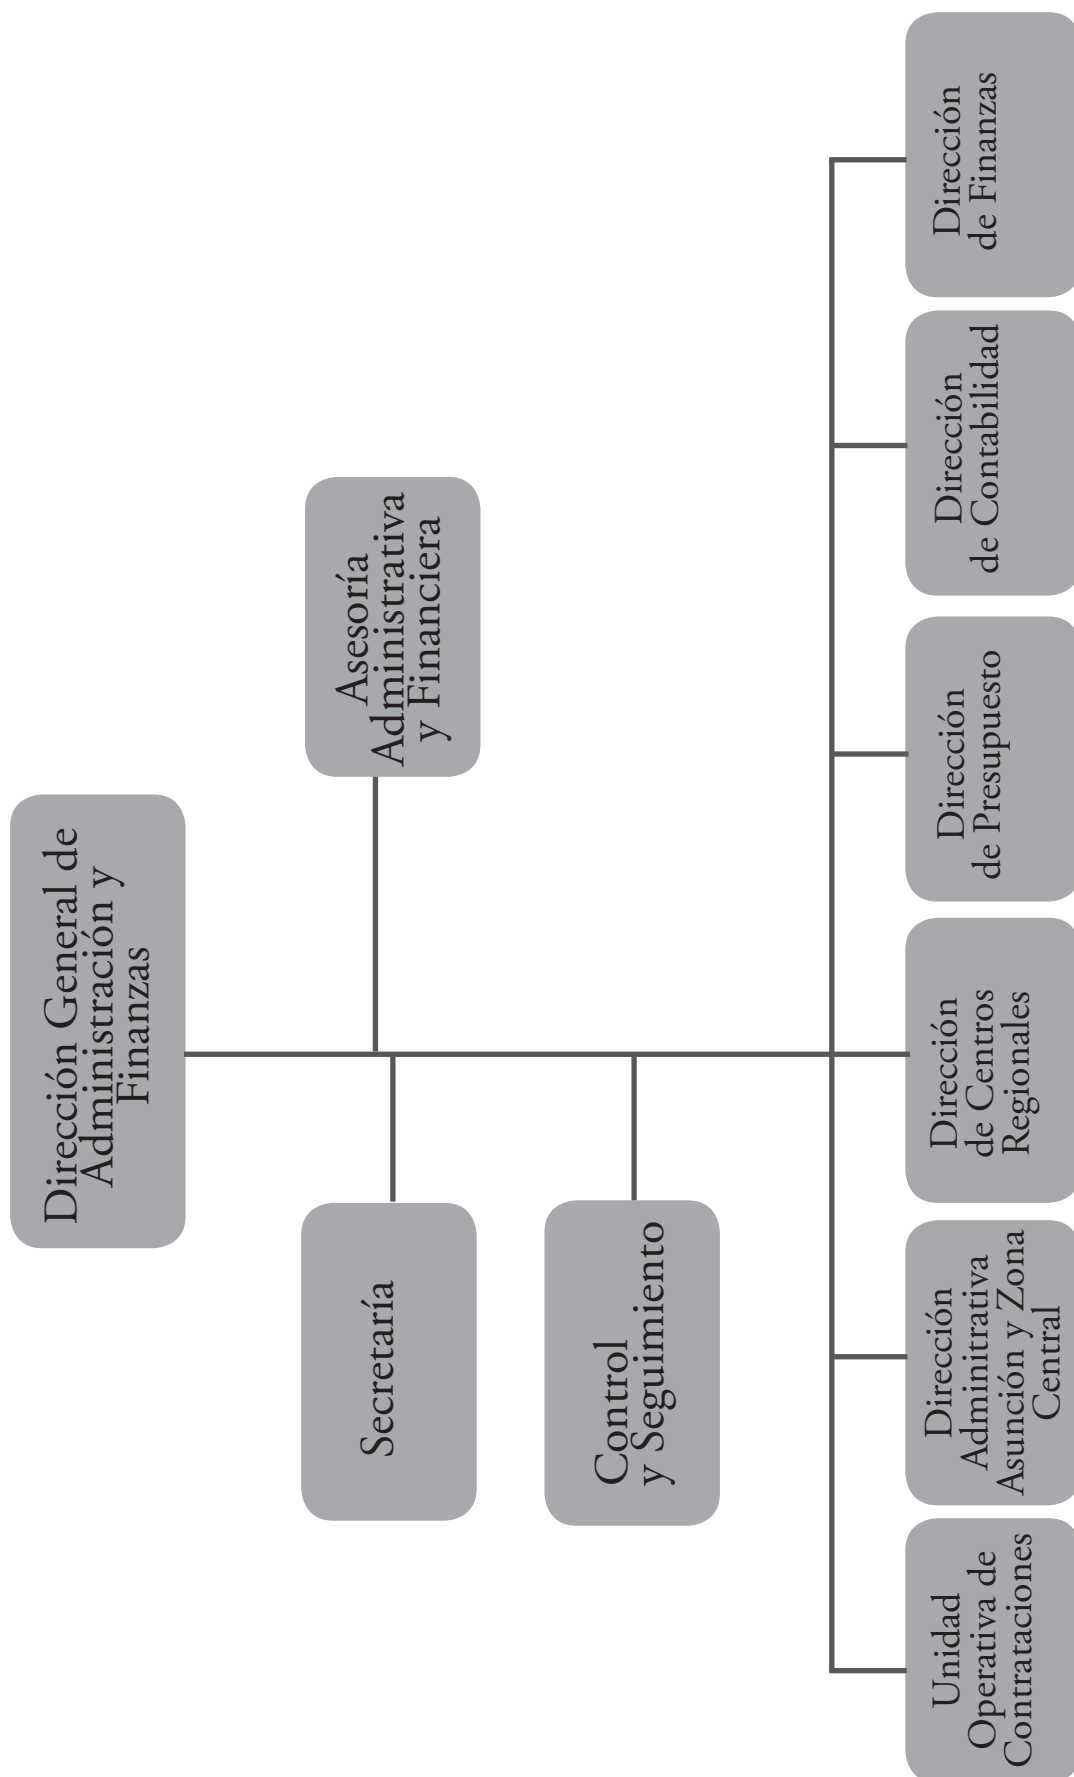 Dirección General de
Administración y
Finanzas
Asesoría
Administrativa
y Financiera
Secretaría
Control
y Seguimiento
Unidad
Operativa de
Contrataciones
Dirección
Adminitrativa
Asunción y Zona
Central
Dirección
de Centros
Regionales
Dirección
de Presupuesto
Dirección
de Contabilidad
Dirección
de Finanzas